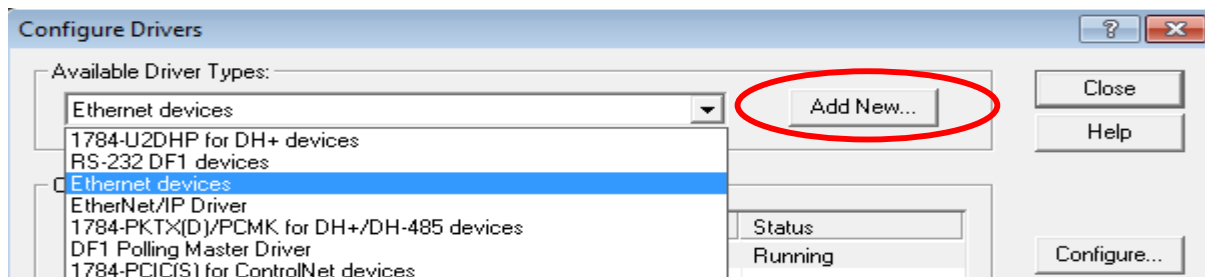 Configure Drivers
Available Driver Types:
Ethernet devices
Add New...
Close
Help
1784-U2DHP for DH+ devices
RS-232 DF1 devices
Ethernet devices
EtherNet/IP Driver
1784-PKTX(D)/PCMK for DH+/DH-485 devices
DF1 Polling Master Driver
1784-PCIC(S) for ControlNet devices
Status
Running
Configure...